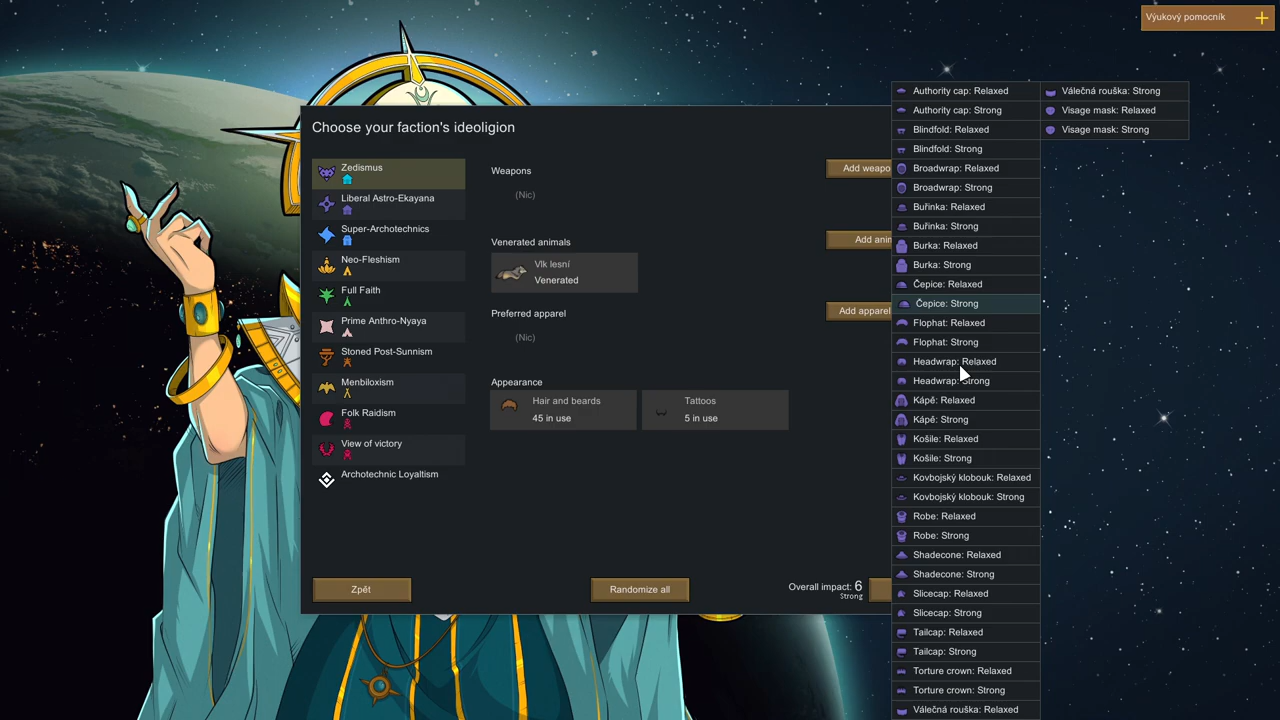 Výukový pomocník
Choose your faction's ideoligion
Zedismus
Liberal Astro-Ekayana
Super-Archotechnics
Neo-Fleshism
Full Faith
Prime Anthro-Nyaya
Stoned Post-Sunnism
Menbiloxism
Folk Raidism
View of victory
Archotechnic Loyaltism
Weapons
(Nic)
Add weapo
Venerated animals
Add anim
Vlk lesní
Venerated
Preferred apparel
Add apparel
(Nic)
Appearance
Hair and beards
45 in use
Tattoos
5 in use
Zpět
Randomize all
Overall impact: 6
Strong
Authority cap: Relaxed
Authority cap: Strong
Blindfold: Relaxed
Blindfold: Strong
Broadwrap: Relaxed
Broadwrap: Strong
Buřinka: Relaxed
Buřinka: Strong
Burka: Relaxed
Burka: Strong
Čepice: Relaxed
Čepice: Strong
Flophat: Relaxed
Flophat: Strong
Headwrap: Relaxed
Headwrap: Strong
Kápě: Relaxed
Kápě: Strong
Košile: Relaxed
Košile: Strong
Kovbojský klobouk: Relaxed
Kovbojský klobouk: Strong
Robe: Relaxed
Robe: Strong
Shadecone: Relaxed
Shadecone: Strong
Slicecap: Relaxed
Slicecap: Strong
Tailcap: Relaxed
Tailcap: Strong
Torture crown: Relaxed
Torture crown: Strong
Válečná rouška: Relaxed
Válečná rouška: Strong
Visage mask: Relaxed
Visage mask: Strong